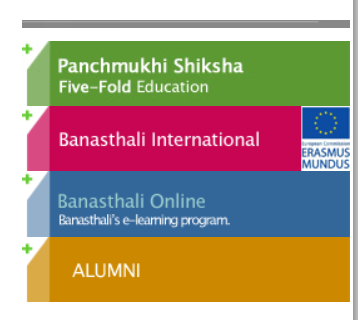 Panchmukhi Shiksha
Five-Fold Education
Banasthali International
European Commission
ERASMUS
MUNDUS
Banasthali Online
Banasthali's e-learning program.
ALUMNI